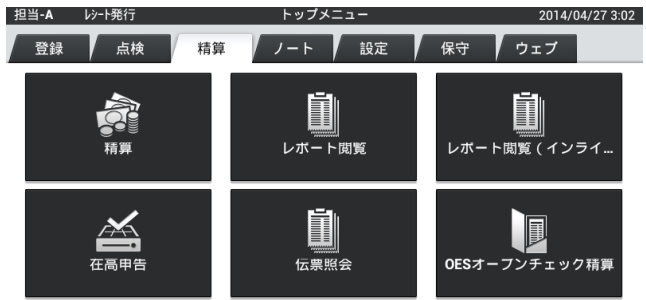 担当-A ﾚｼｰﾄ発行 トップメニュー 2014/04/27 3:02
登録 点検 精算 ノート 設定 保守 ウェブ
精算 レポート閲覧 レポート閲覧 ( インライ...
在高申告 伝票照会 OESオープンチェック精算